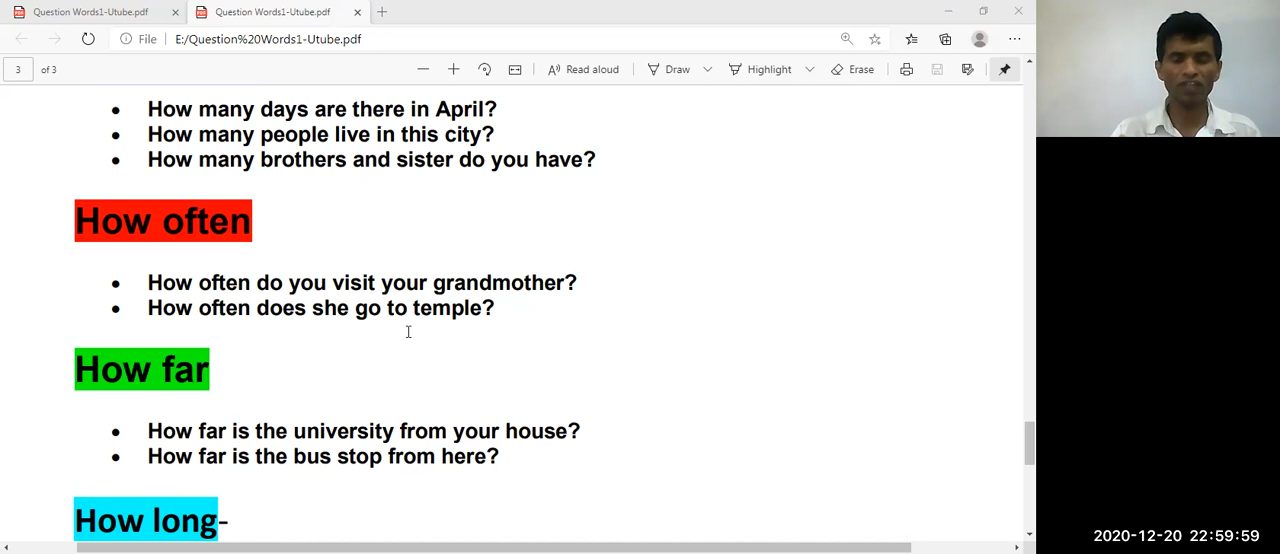 Question Words1-Utube.pdf
Question Words1-Utube.pdf
File E:/Question%20Words1-Utube.pdf
3 of 3 Read aloud Draw Highlight Erase
How many days are there in April?
How many people live in this city?
How many brothers and sister do you have?
How often
How often do you visit your grandmother?
How often does she go to temple?
How far
How far is the university from your house?
How far is the bus stop from here?
How long-
2020-12-20 22:59:59